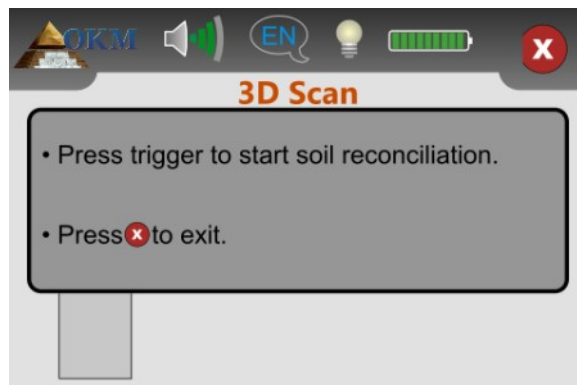 OKM
EN
X
3D Scan
• Press trigger to start soil reconciliation.
• Press X to exit.